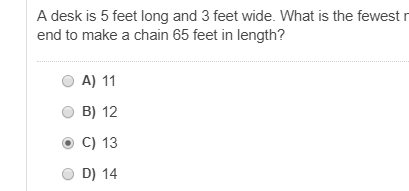 A desk is 5 feet long and 3 feet wide. What is the fewest
end to make a chain 65 feet in length?
A) 11
B) 12
C) 13
D) 14